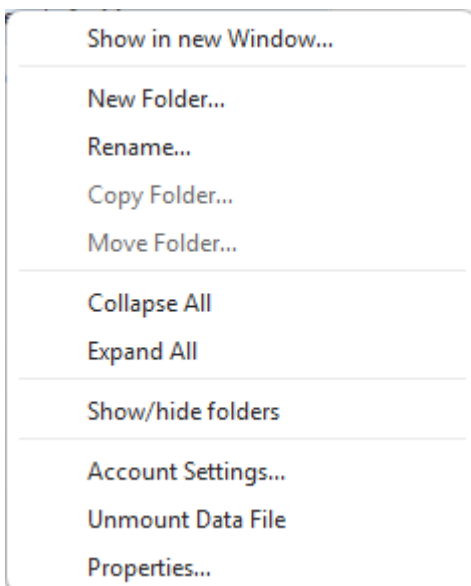 Show in new Window...
New Folder...
Rename...
Copy Folder...
Move Folder...
Collapse All
Expand All
Show/hide folders
Account Settings...
Unmount Data File
Properties...